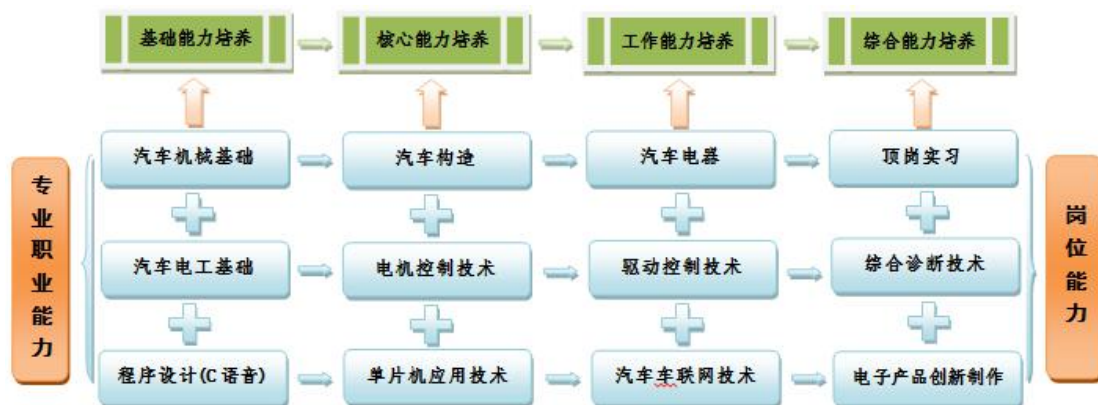 基础能力培养
核心能力培养
工作能力培养
综合能力培养
汽车机械基础
汽车构造
汽车电器
顶岗实习
专业职业能力
岗位能力
汽车电工基础
电机控制技术
驱动控制技术
综合诊断技术
程序设计(C 语音)
单片机应用技术
汽车车联网技术
电子产品创新制作